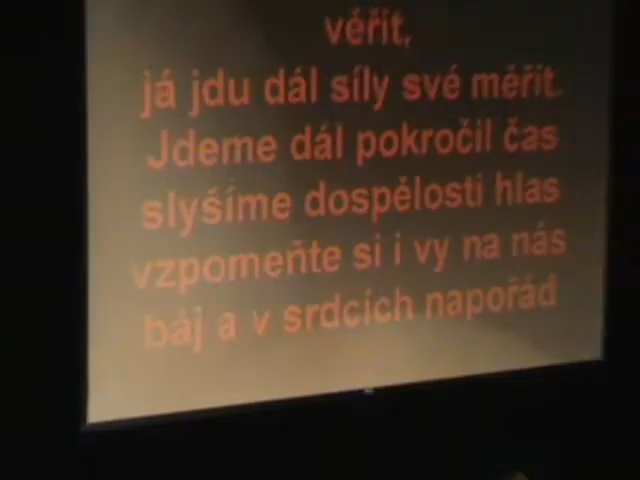 věřit,
já jdu dál síly své měřit.
Jdeme dál pokročil čas
slyšíme dospělosti hlas
vzpomeňte si i vy na nás
báj a v srdcích napořád